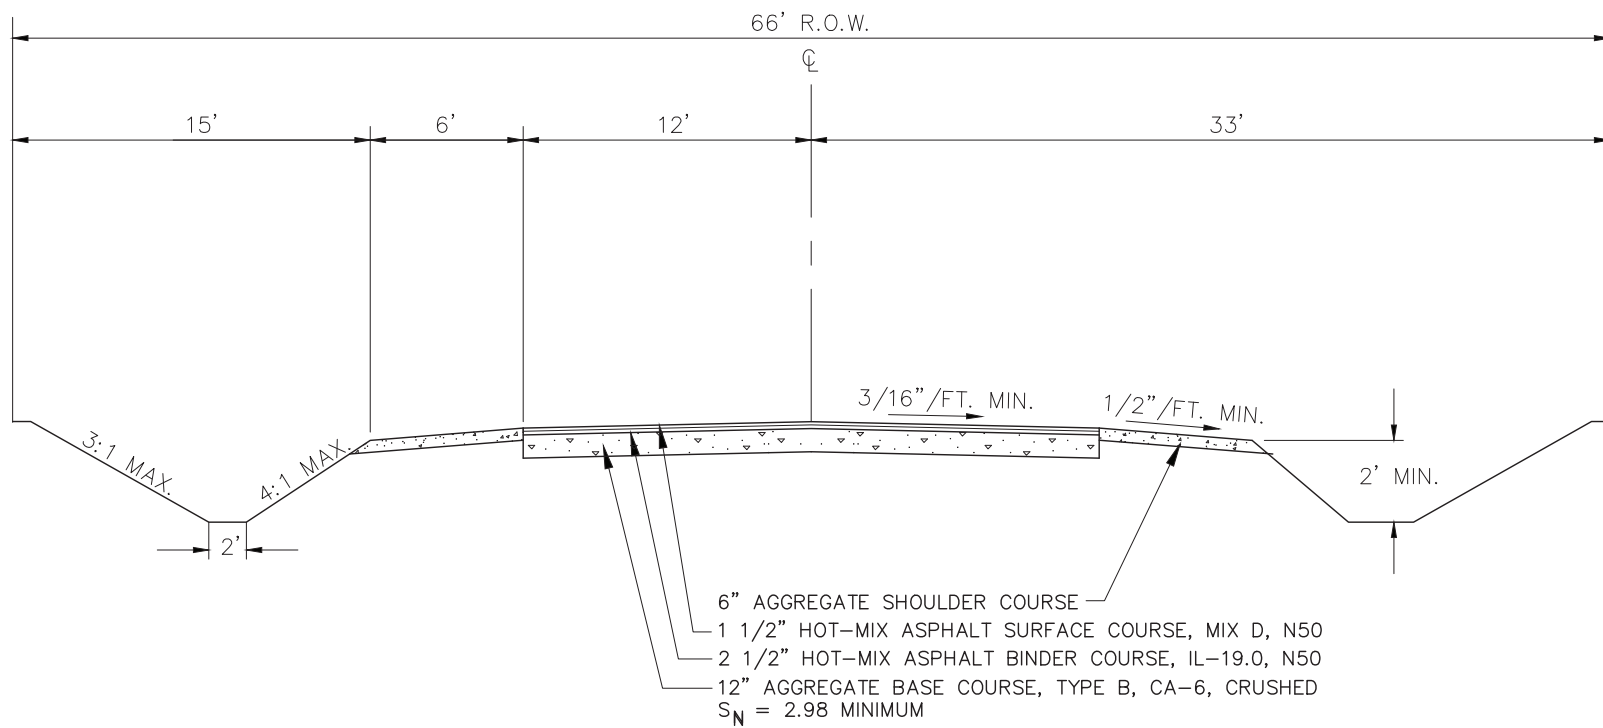 66' R.O.W.
℄
15' 6' 12' 33'
3/16"/FT. MIN.
1/2"/FT. MIN.
3:1 MAX.
4:1 MAX.
2' MIN.
2'
6" AGGREGATE SHOULDER COURSE
1 1/2" HOT-MIX ASPHALT SURFACE COURSE, MIX D, N50
2 1/2" HOT-MIX ASPHALT BINDER COURSE, IL-19.0, N50
12" AGGREGATE BASE COURSE, TYPE B, CA-6, CRUSHED
SN = 2.98 MINIMUM